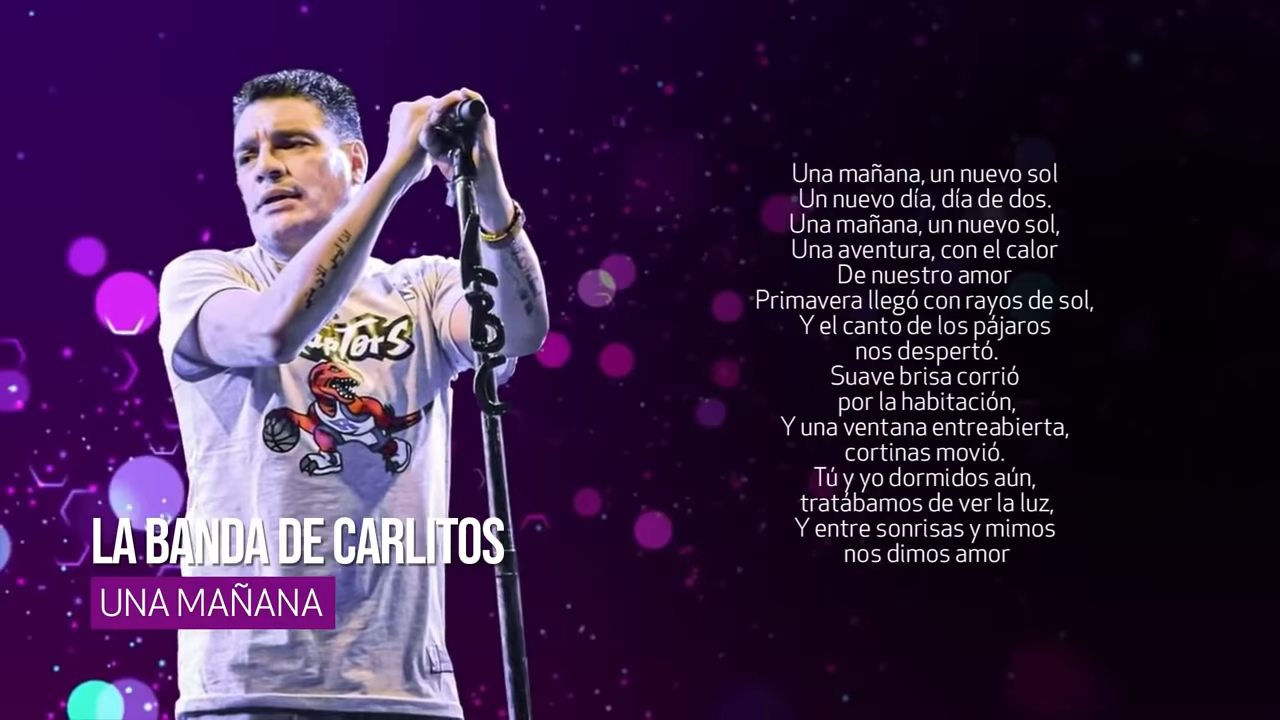 Una mañana, un nuevo sol
Un nuevo día, día de dos.
Una mañana, un nuevo sol,
Una aventura, con el calor
De nuestro amor
Primavera llegó con rayos de sol,
Y el canto de los pájaros
nos despertó.
Suave brisa corrió
por la habitación,
Y una ventana entreabierta,
cortinas movió.
Tú y yo dormidos aún,
tratábamos de ver la luz,
Y entre sonrisas y mimos
nos dimos amor
LBDC
LA BANDA DE CARLITOS
UNA MAÑANA